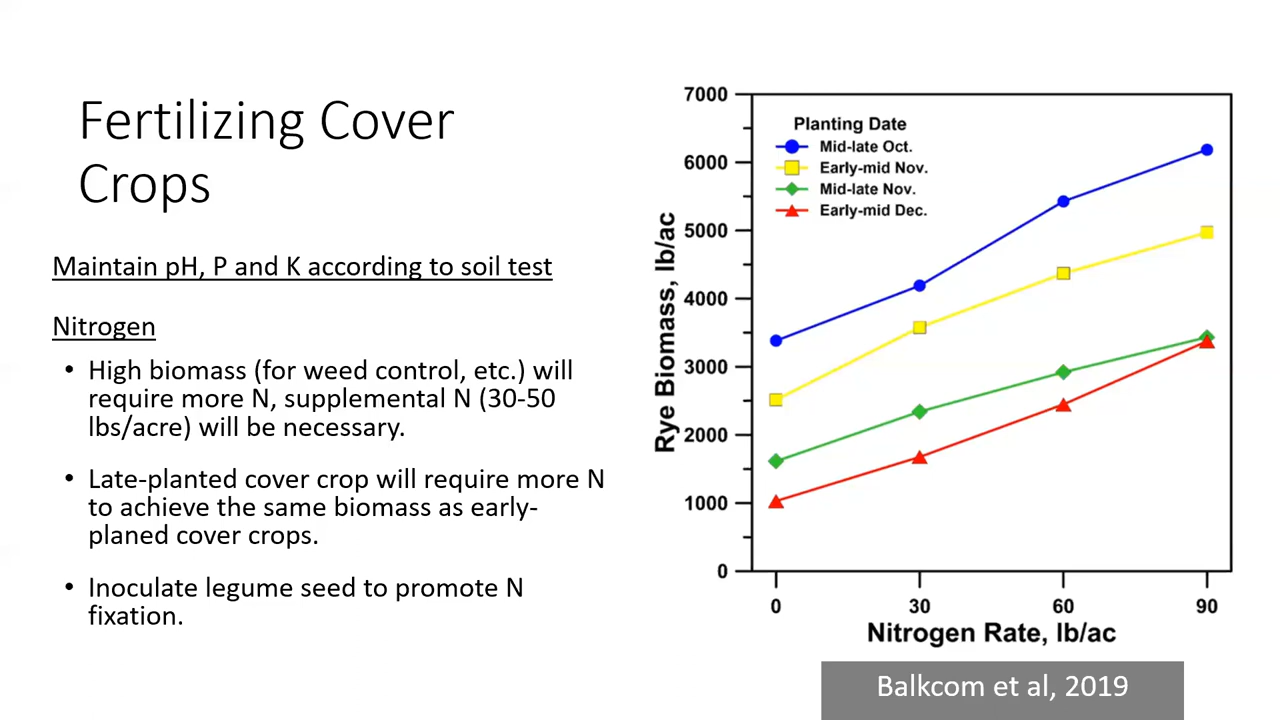 Fertilizing Cover
Crops
Maintain pH, P and K according to soil test
Nitrogen
• High biomass (for weed control, etc.) will
require more N, supplemental N (30-50
lbs/acre) will be necessary.
• Late-planted cover crop will require more N
to achieve the same biomass as early-
planed cover crops.
• Inoculate legume seed to promote N
fixation.
Rye Biomass, lb/ac
7000
6000
5000
4000
3000
2000
1000
0
Planting Date
Mid-late Oct.
Early-mid Nov.
Mid-late Nov.
Early-mid Dec.
0 30 60 90
Nitrogen Rate, lb/ac
Balkcom et al, 2019